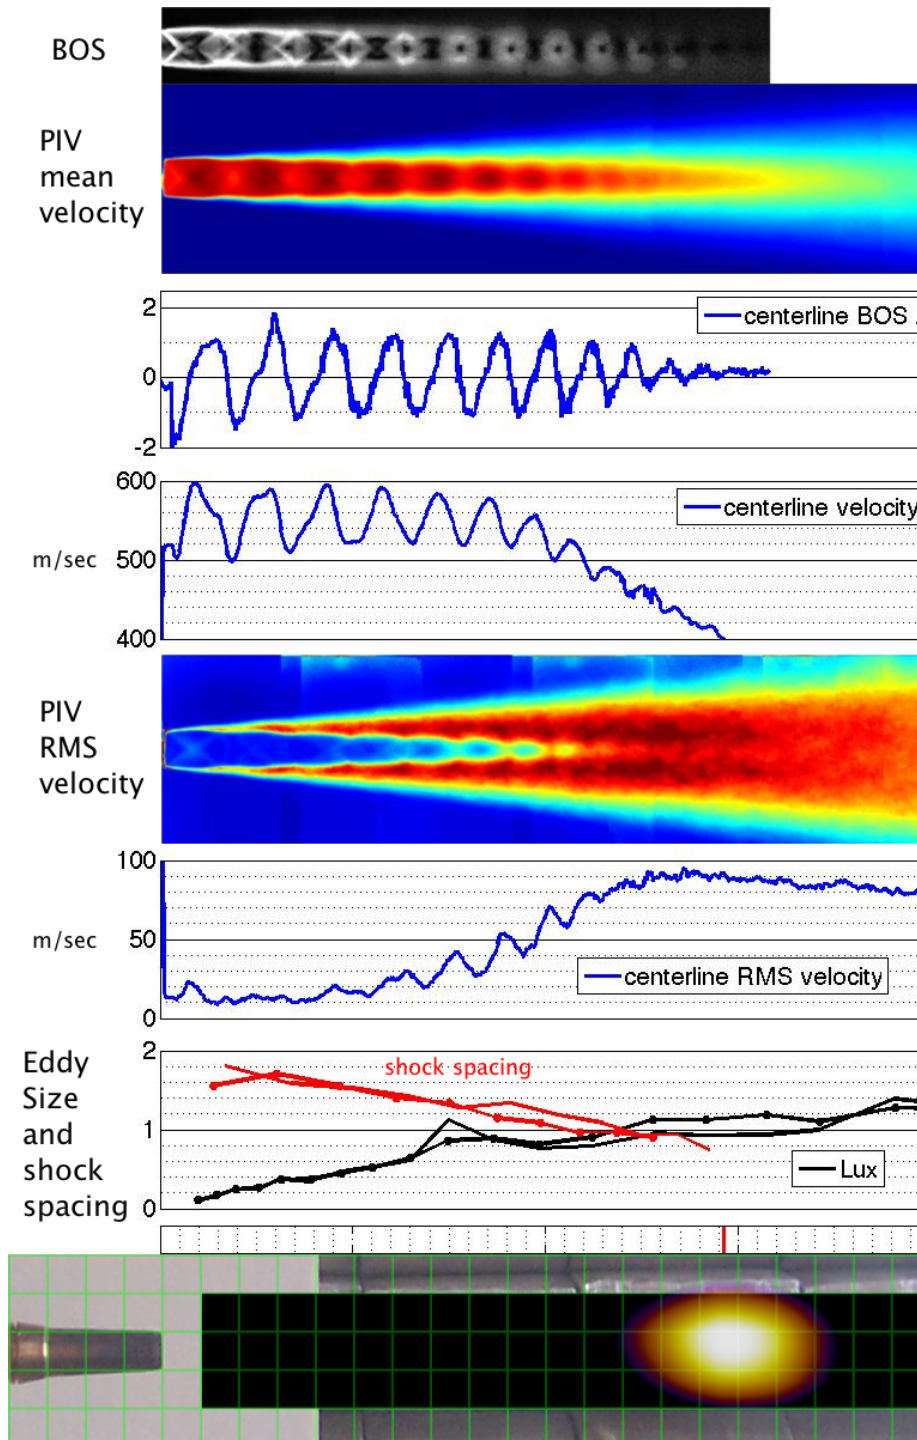 BOS
PIV
mean
velocity
2
centerline BOS
0
-2
600
centerline velocity
m/sec
500
400
PIV
RMS
velocity
100
m/sec
50
centerline RMS velocity
0
Eddy
Size
and
shock
spacing
2
shock spacing
1
Lux
0